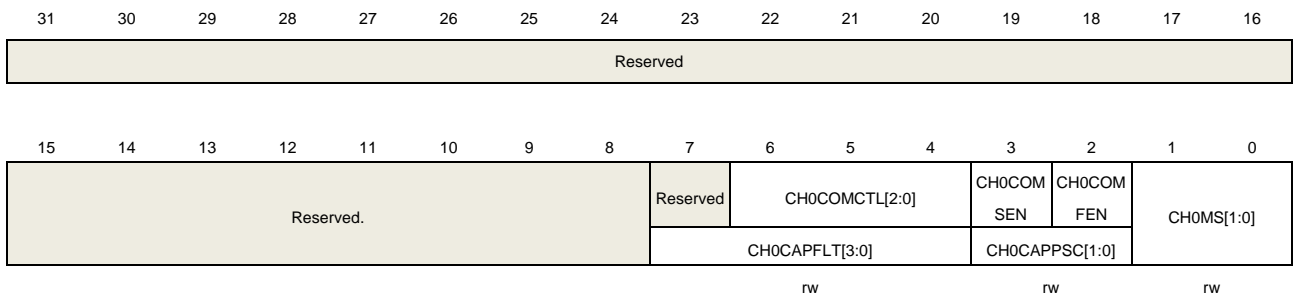 31 30 29 28 27 26 25 24 23 22 21 20 19 18 17 16
Reserved
15 14 13 12 11 10 9 8 7 6 5 4 3 2 1 0
Reserved.
Reserved
CH0COMCTL[2:0]
CH0COM
SEN
CH0COM
FEN
CH0MS[1:0]
CH0CAPFLT[3:0]
CH0CAPPSC[1:0]
rw rw rw